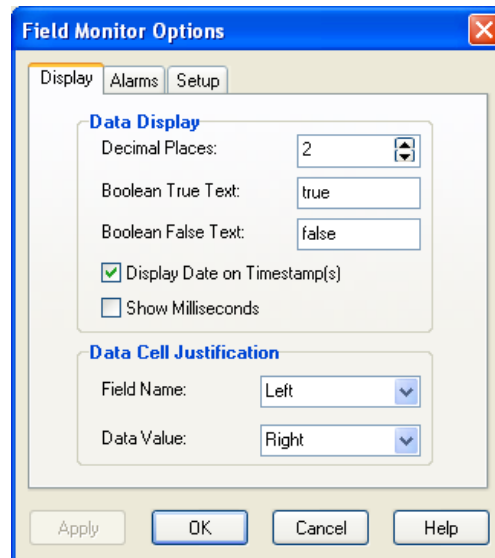 Field Monitor Options
Display Alarms Setup
Data Display
Decimal Places: 2
Boolean True Text: true
Boolean False Text: false
Display Date on Timestamp(s)
Show Milliseconds
Data Cell Justification
Field Name: Left
Data Value: Right
Apply OK Cancel Help